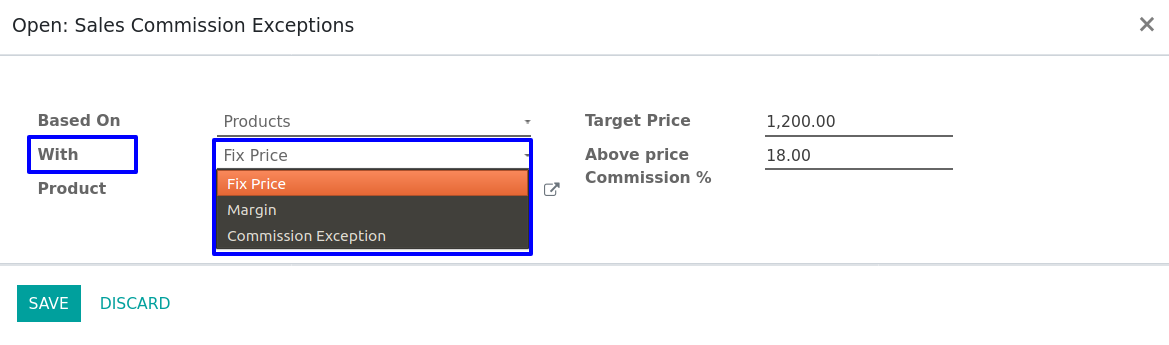 Open: Sales Commission Exceptions ×
Based On Products Target Price 1,200.00
With Fix Price Above price Commission % 18.00
Product
Fix Price
Margin
Commission Exception
SAVE DISCARD